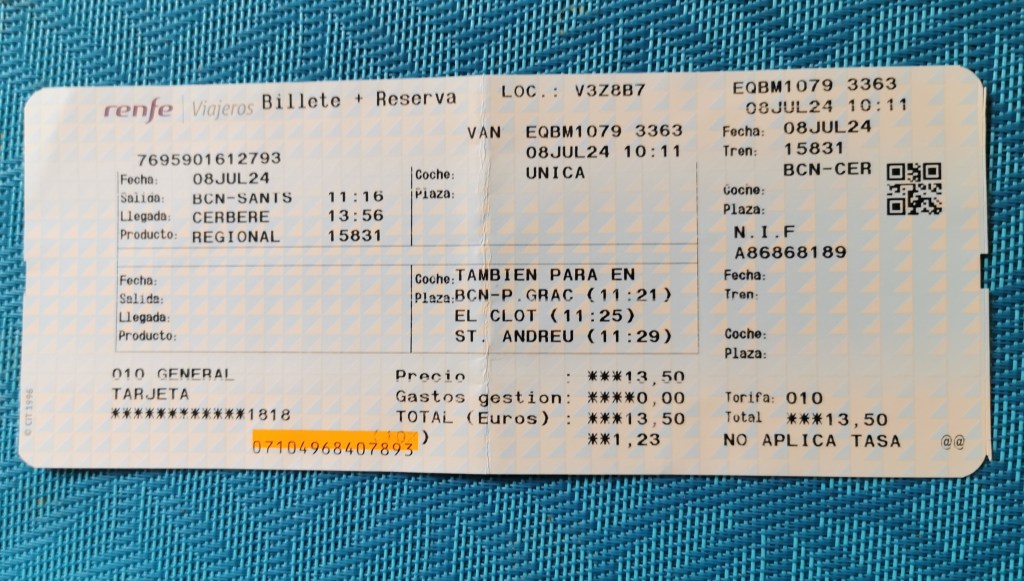 renfe Viajeros Billete + Reserva
LOC.: V3Z8B7
VAN EQBM1079 3363
08JUL24 10:11
UNICA
7695901612793
Fecha: 08JUL24
Salida: BCN-SANTS 11:16
Llegada: CERBERE 13:56
Producto: REGIONAL 15831
Coche:
Plaza:
Fecha:
Salida:
Llegada:
Producto:
Coche: TAMBIEN PARA EN
Plaza: BCN-P.GRAC (11:21)
EL CLOT (11:25)
ST. ANDREU (11:29)
010 GENERAL
TARJETA
************1818
07104968407893
Precio : ***13,50
Gastos gestion: ****0,00
TOTAL (Euros) : ***13,50
**1,23
© CIT 1996
EQBM1079 3363
08JUL24 10:11
Fecha: 08JUL24
Tren: 15831
BCN-CER
Coche:
Plaza:
N.I.F
A86868189
Fecha:
Tren:
Coche:
Plaza:
Tarifa: 010
Total ***13,50
NO APLICA TASA @@